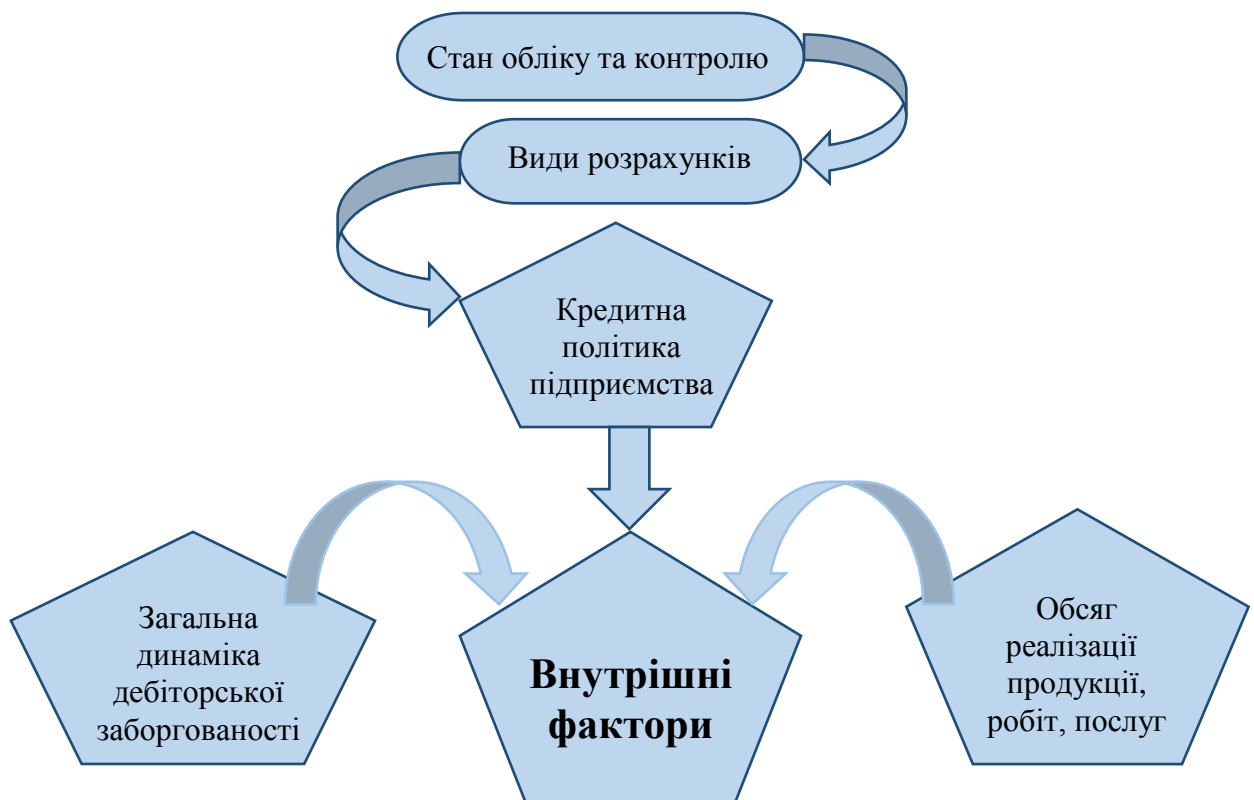 Стан обліку та контролю
Види розрахунків
Кредитна
політика
підприємства
Загальна
динаміка
дебіторської
заборгованості
Внутрішні
фактори
Обсяг
реалізації
продукції,
робіт, послуг